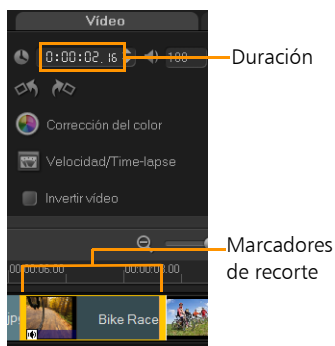 Vídeo
0:00:02.16
100
Duración
Corrección del color
Velocidad/Time-lapse
Invertir vídeo
Marcadores
de recorte
00:00:06.00
00:00:08.00
Bike Race